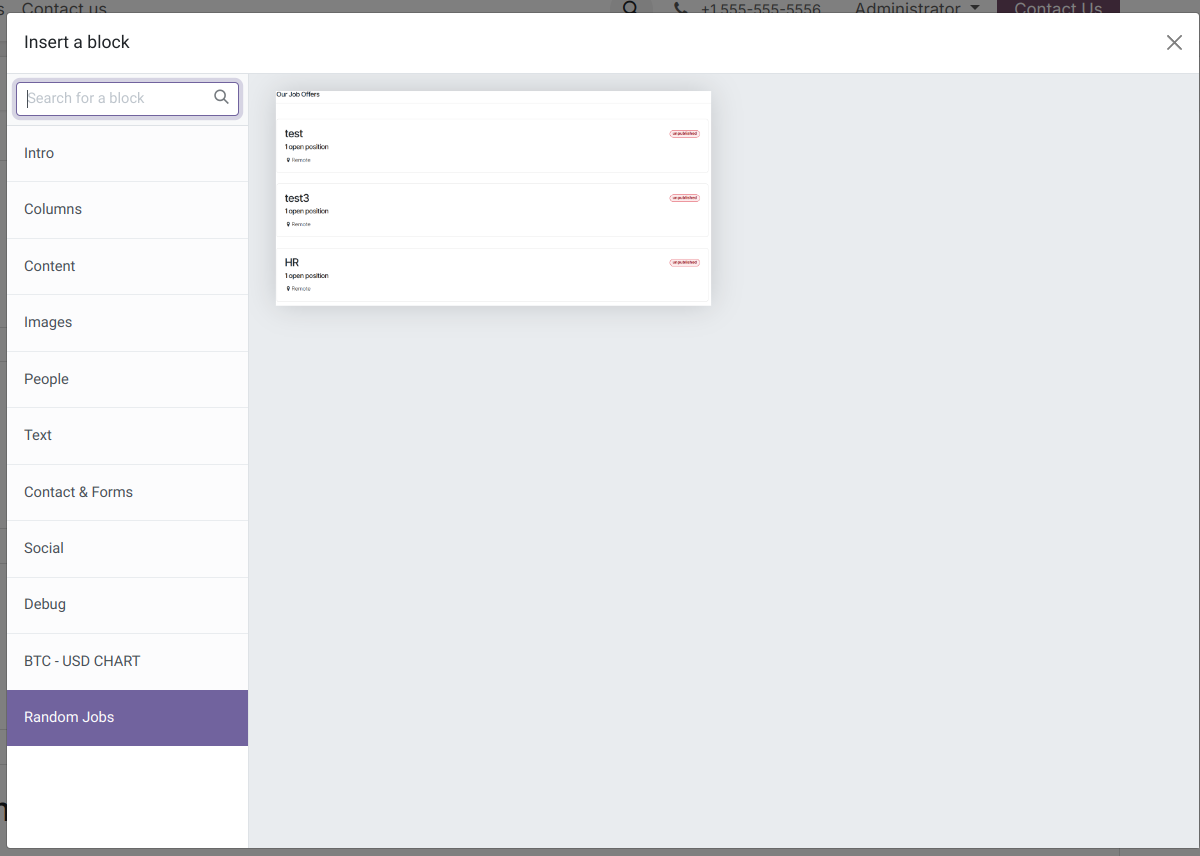 Contact us
+1 555-555-5556
Administrator
Contact Us
Insert a block
Search for a block
Intro
Columns
Content
Images
People
Text
Contact & Forms
Social
Debug
BTC - USD CHART
Random Jobs
Our Job Offers
test
unpublished
1 open position
Remote
test3
unpublished
1 open position
Remote
HR
unpublished
1 open position
Remote